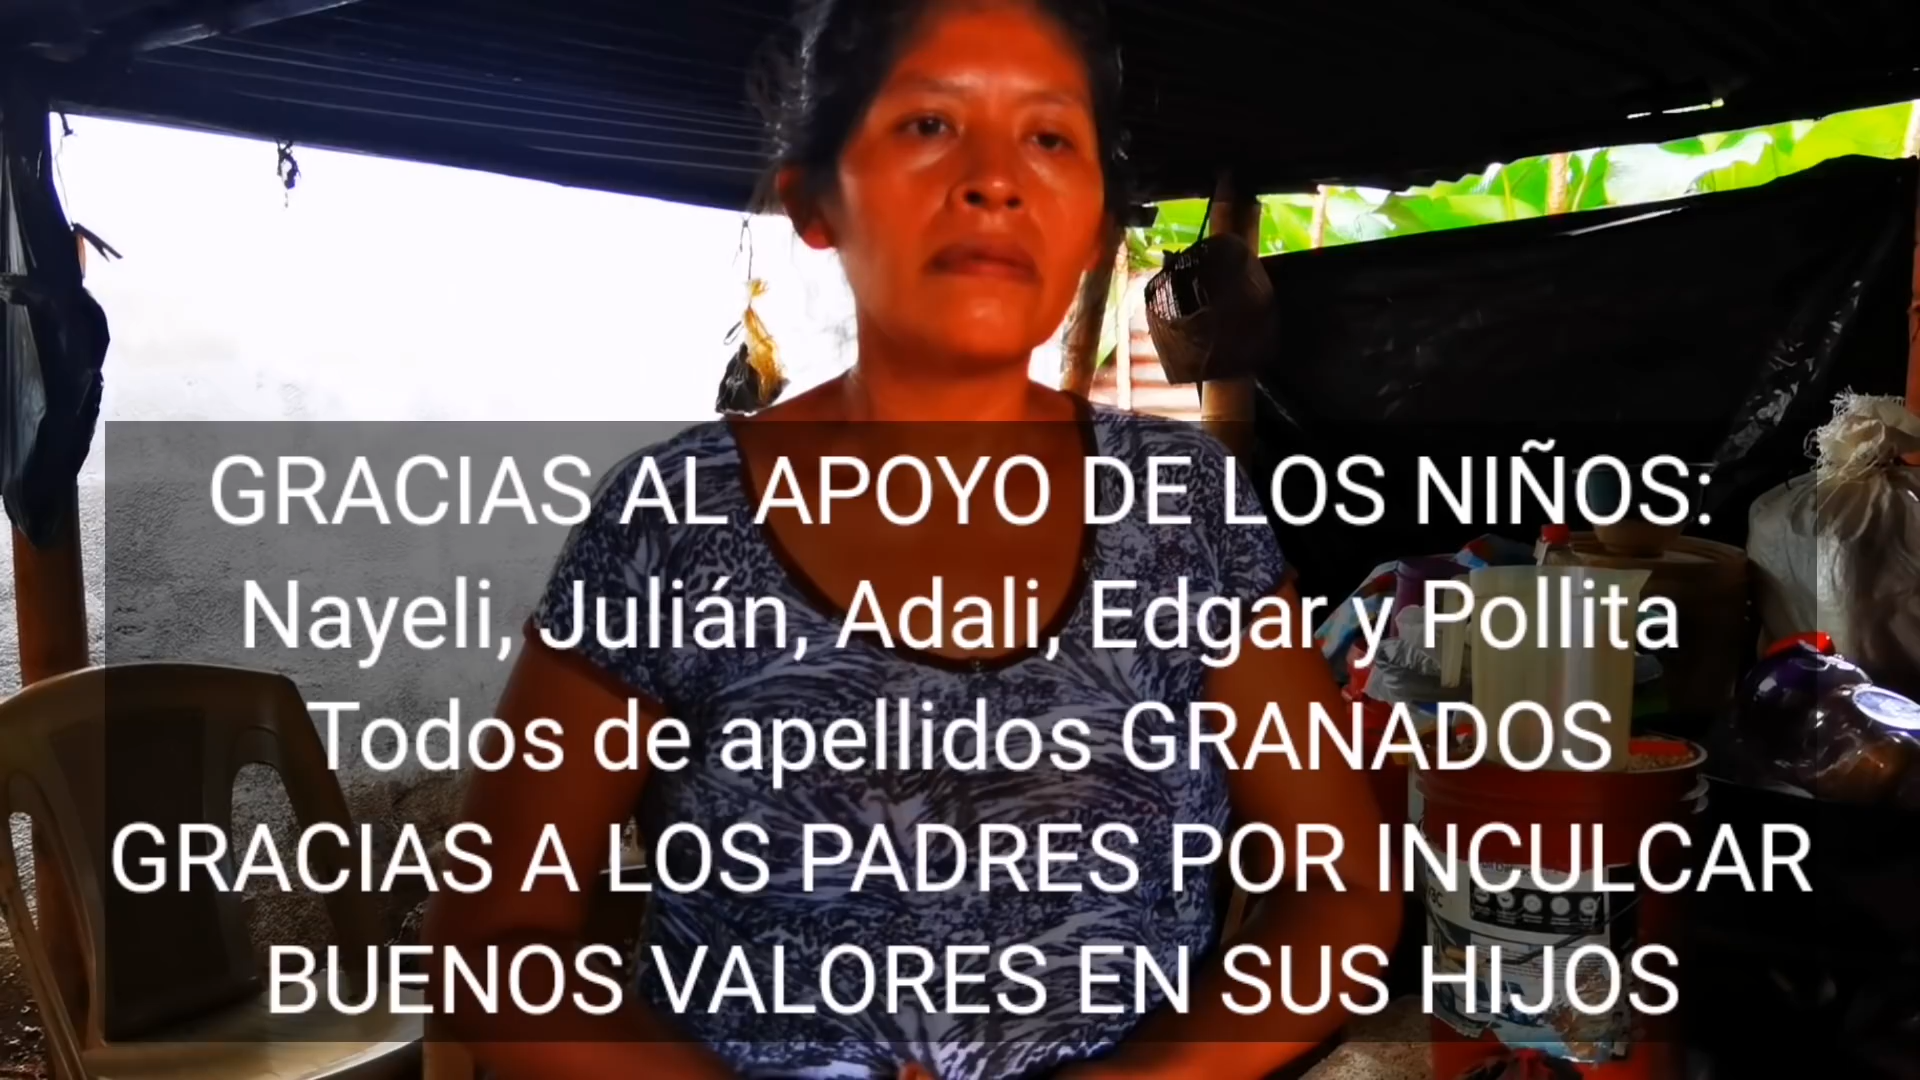 GRACIAS AL APOYO DE LOS NIÑOS:
Nayeli, Julián, Adali, Edgar y Pollita
Todos de apellidos GRANADOS
GRACIAS A LOS PADRES POR INCULCAR
BUENOS VALORES EN SUS HIJOS